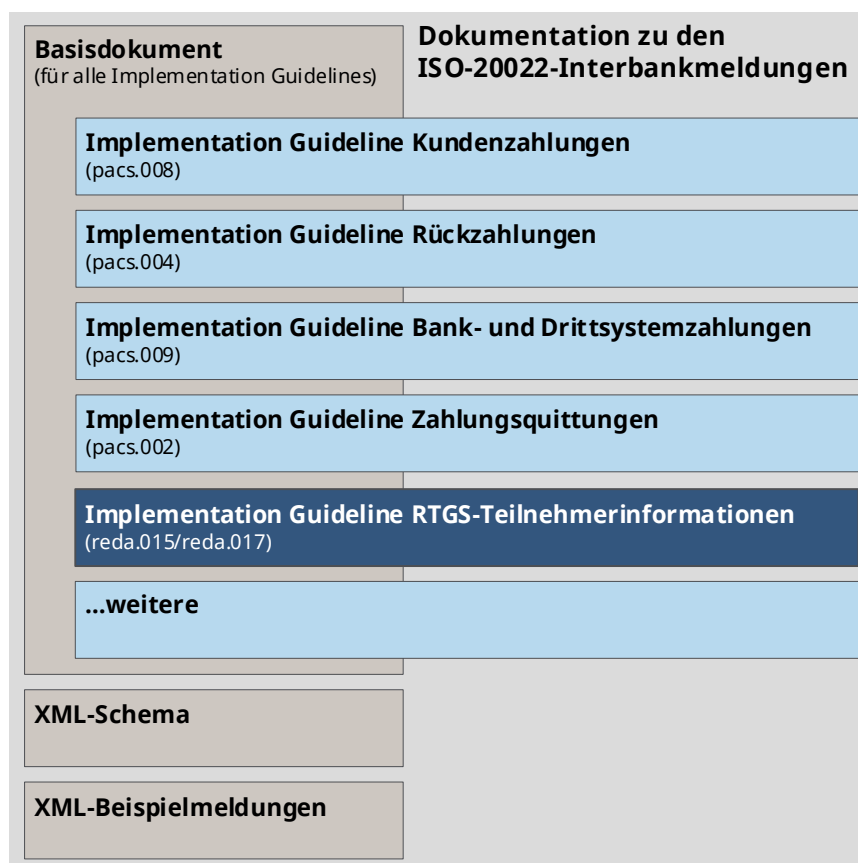 Basisdokument
(für alle Implementation Guidelines)
Dokumentation zu den
ISO-20022-Interbankmeldungen
Implementation Guideline Kundenzahlungen
(pacs.008)
Implementation Guideline Rückzahlungen
(pacs.004)
Implementation Guideline Bank- und Drittsystemzahlungen
(pacs.009)
Implementation Guideline Zahlungsquittungen
(pacs.002)
Implementation Guideline RTGS-Teilnehmerinformationen
(reda.015/reda.017)
...weitere
XML-Schema
XML-Beispielmeldungen